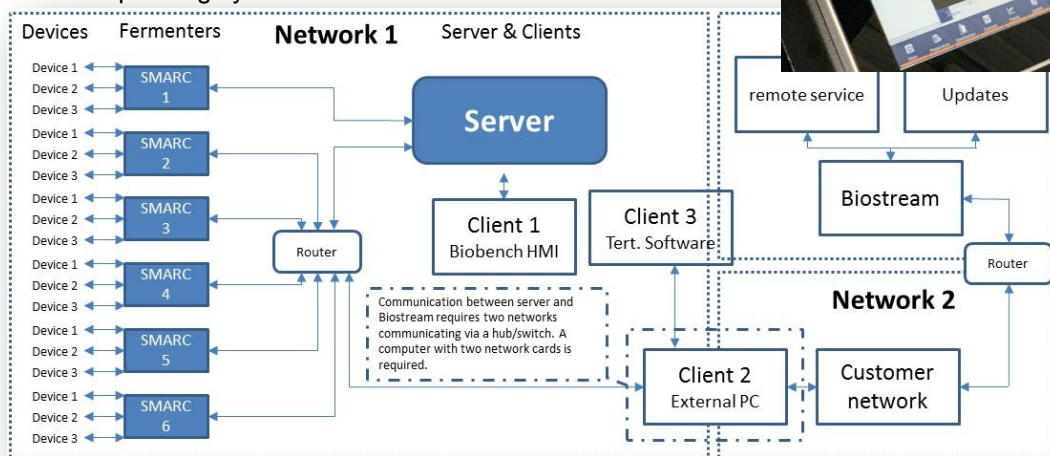 Devices
Fermenters
Network 1
Server & Clients
Device 1
Device 2
Device 3
SMARC
1
Device 1
Device 2
Device 3
SMARC
2
Device 1
Device 2
Device 3
SMARC
3
Device 1
Device 2
Device 3
SMARC
4
Device 1
Device 2
Device 3
SMARC
5
Device 1
Device 2
Device 3
SMARC
6
Router
Server
Client 1
Biobench HMI
Client 3
Tert. Software
Communication between server and
Biostream requires two networks
communicating via a hub/switch. A
computer with two network cards is
required.
Client 2
External PC
remote service
Updates
Biostream
Router
Network 2
Customer
network